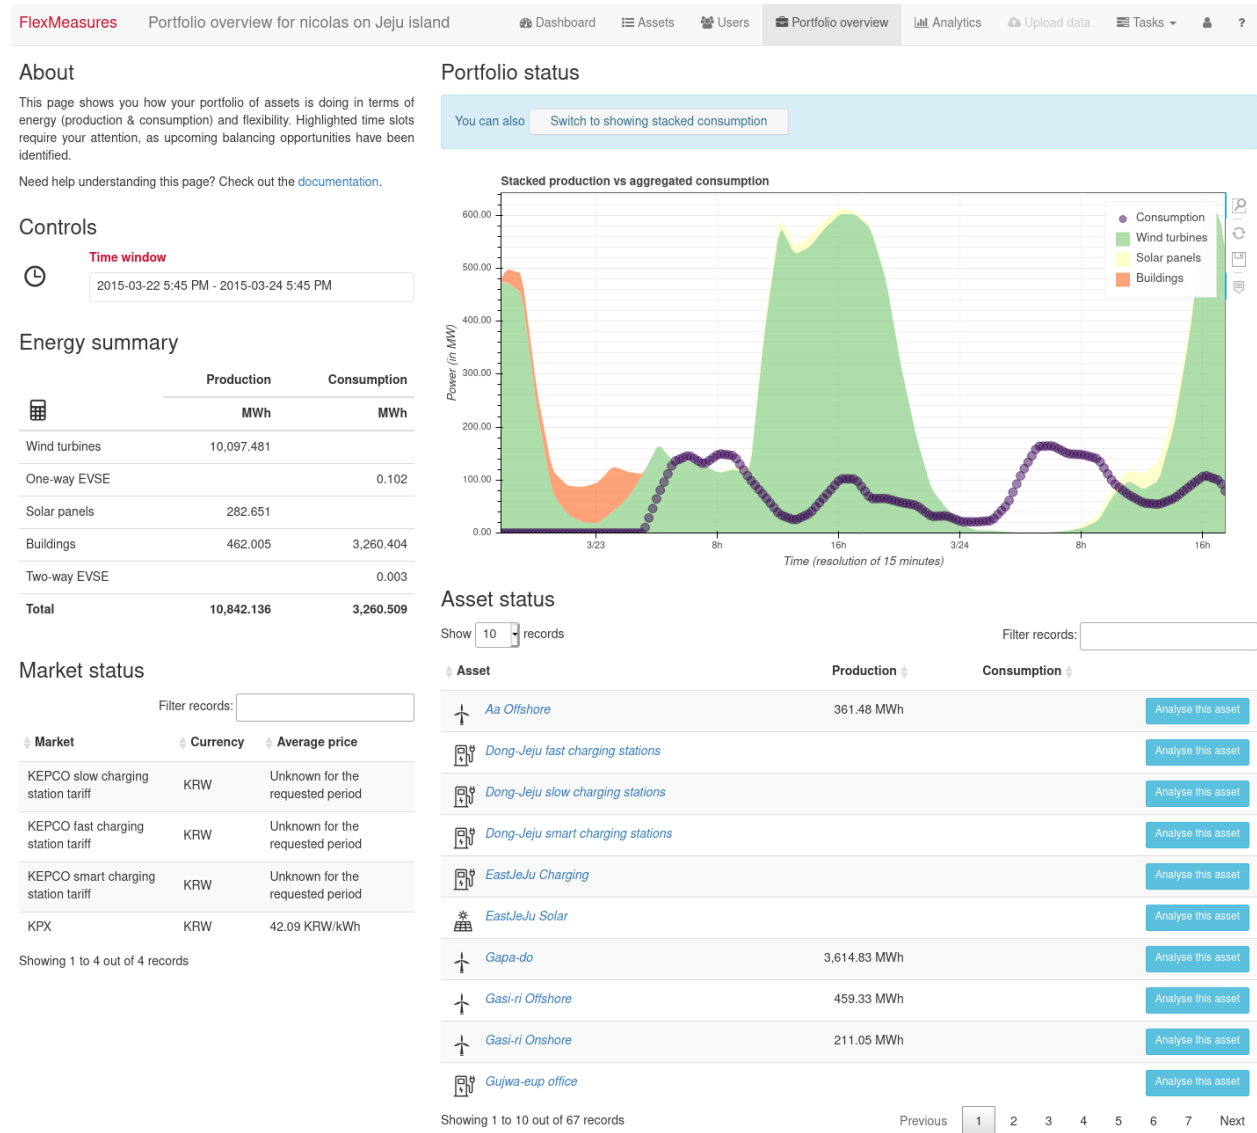 FlexMeasures Portfolio overview for nicolas on Jeju island Dashboard Assets Users Portfolio overview Analytics Upload data Tasks ?
About
This page shows you how your portfolio of assets is doing in terms of
energy (production & consumption) and flexibility. Highlighted time slots
require your attention, as upcoming balancing opportunities have been
identified.
Need help understanding this page? Check out the documentation.
Controls
Time window
2015-03-22 5:45 PM - 2015-03-24 5:45 PM
Energy summary
Production Consumption
MWh MWh
Wind turbines 10,097.481
One-way EVSE 0.102
Solar panels 282.651
Buildings 462.005 3,260.404
Two-way EVSE 0.003
Total 10,842.136 3,260.509
Market status
Filter records:
Market Currency Average price
KEPCO slow charging station tariff KRW Unknown for the requested period
KEPCO fast charging station tariff KRW Unknown for the requested period
KEPCO smart charging station tariff KRW Unknown for the requested period
KPX KRW 42.09 KRW/kWh
Showing 1 to 4 out of 4 records
Portfolio status
You can also Switch to showing stacked consumption
Stacked production vs aggregated consumption
600.00
500.00
400.00
300.00
200.00
100.00
0.00
Power (in MW)
Consumption
Wind turbines
Solar panels
Buildings
3/23 8h 16h 3/24 8h 16h
Time (resolution of 15 minutes)
Asset status
Show 10 records Filter records:
Asset Production Consumption
Aa Offshore 361.48 MWh Analyse this asset
Dong-Jeju fast charging stations Analyse this asset
Dong-Jeju slow charging stations Analyse this asset
Dong-Jeju smart charging stations Analyse this asset
EastJeJu Charging Analyse this asset
EastJeJu Solar Analyse this asset
Gapa-do 3,614.83 MWh Analyse this asset
Gasi-ri Offshore 459.33 MWh Analyse this asset
Gasi-ri Onshore 211.05 MWh Analyse this asset
Gujwa-eup office Analyse this asset
Showing 1 to 10 out of 67 records Previous 1 2 3 4 5 6 7 Next